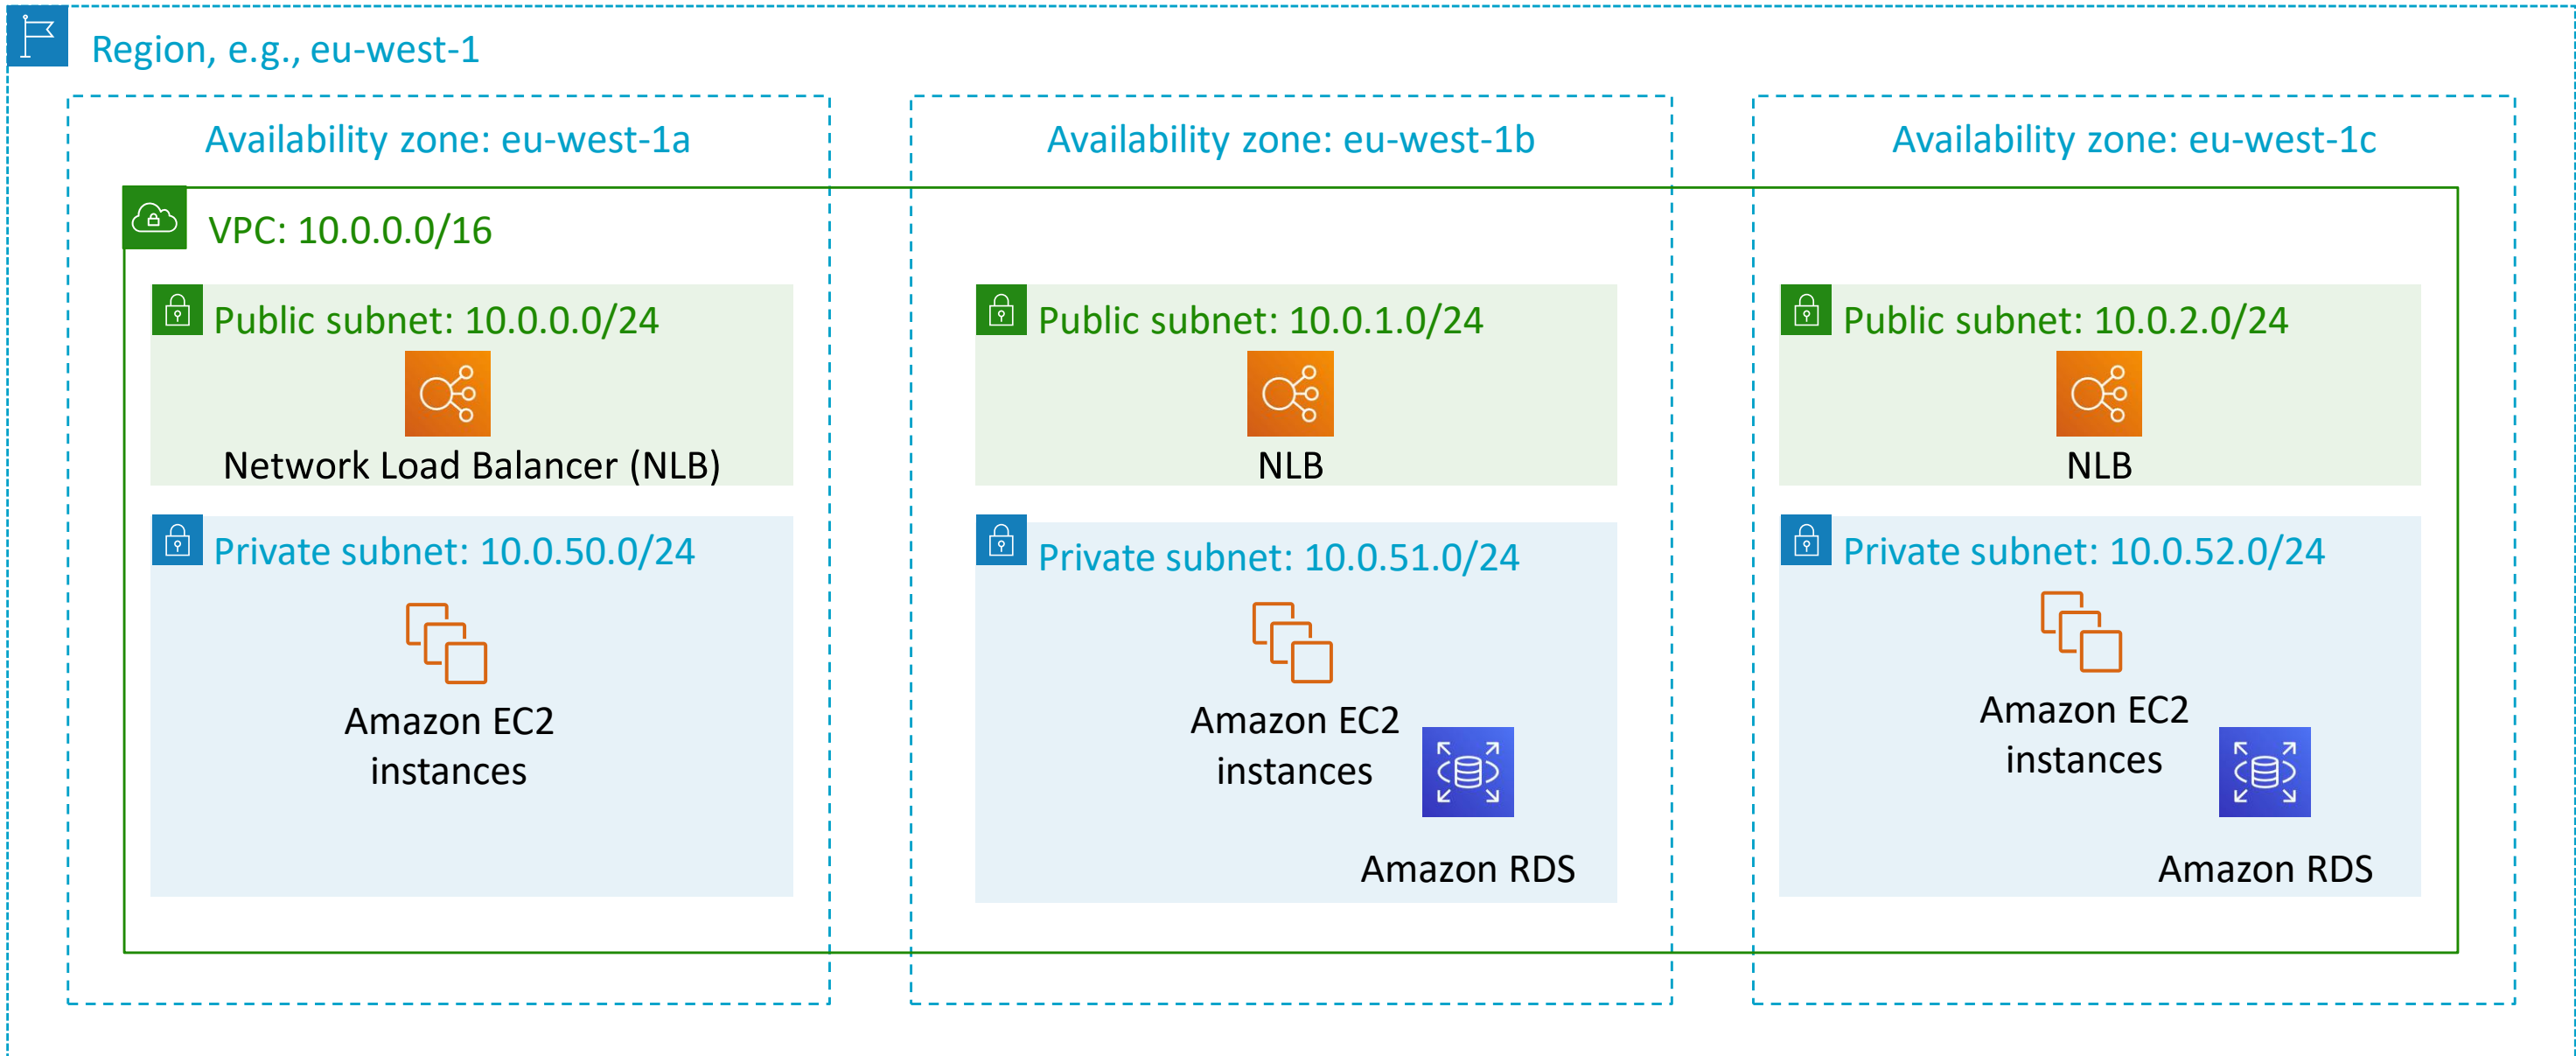 Region, e.g., eu-west-1
Availability zone: eu-west-1a
Availability zone: eu-west-1b
Availability zone: eu-west-1c
VPC: 10.0.0.0/16
Public subnet: 10.0.0.0/24
Network Load Balancer (NLB)
Public subnet: 10.0.1.0/24
NLB
Public subnet: 10.0.2.0/24
NLB
Private subnet: 10.0.50.0/24
Amazon EC2
instances
Private subnet: 10.0.51.0/24
Amazon EC2
instances
Amazon RDS
Private subnet: 10.0.52.0/24
Amazon EC2
instances
Amazon RDS